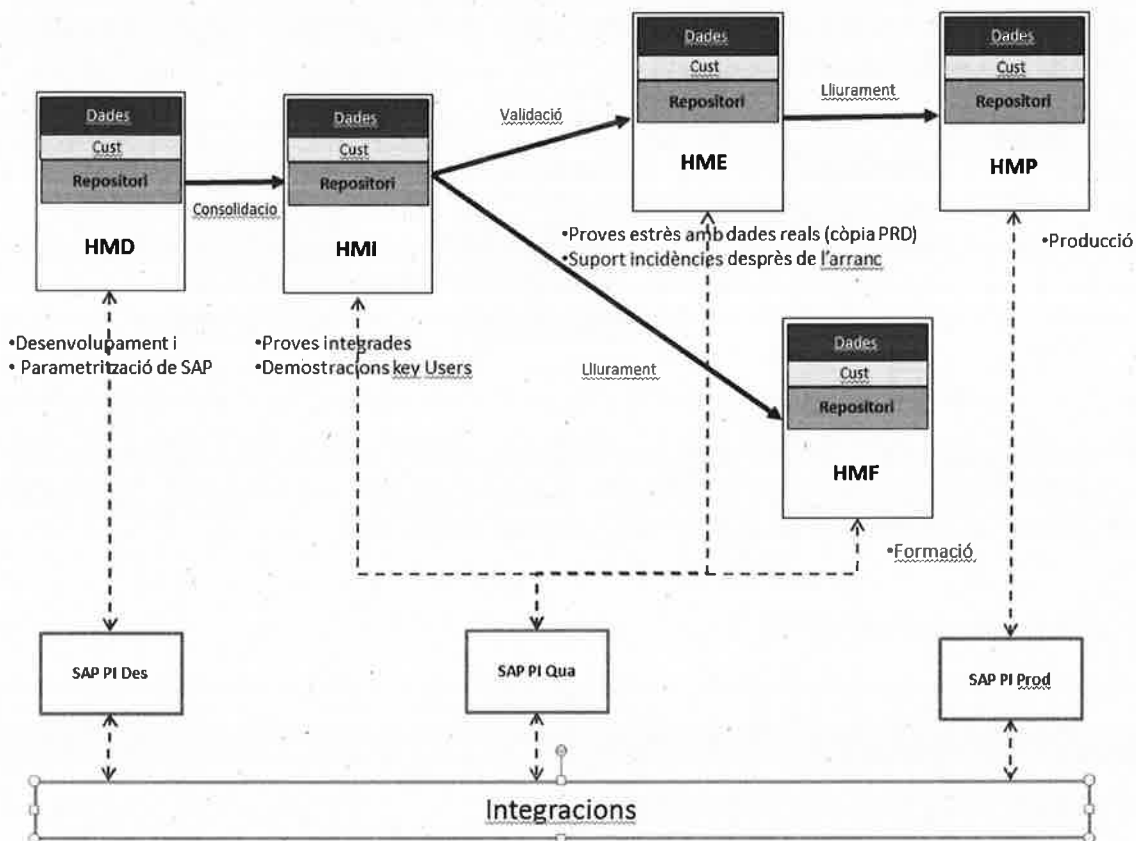 Dades
Cust
Repositori
HMD
Consolidacio
Dades
Cust
Repositori
HMI
Validació
Dades
Cust
Repositori
HME
Lliurament
Dades
Cust
Repositori
HMP
•Desenvolupament i
• Parametrització de SAP
•Proves integrades
•Demostracions key Users
•Proves estrès amb dades reals (còpia PRD)
•Suport incidències desprès de l'arranc
•Producció
Lliurament
Dades
Cust
Repositori
HMF
•Formació
SAP PI Des
SAP PI Qua
SAP PI Prod
Integracions